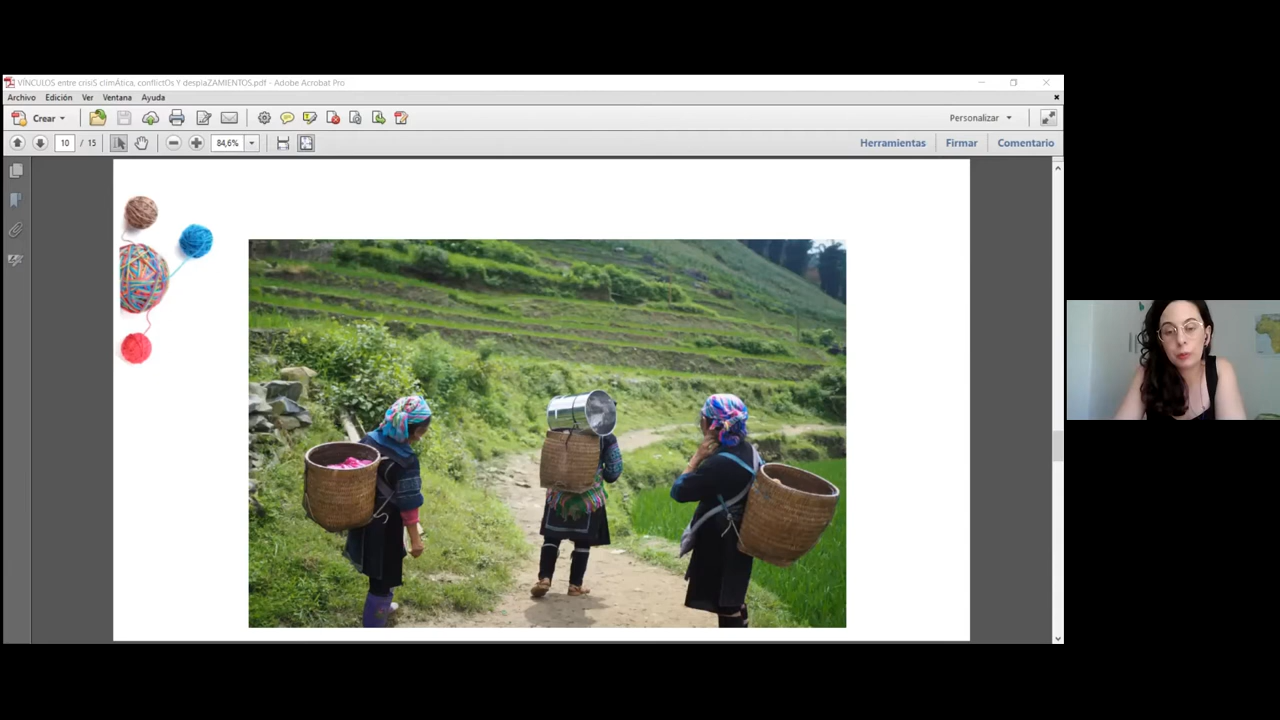 VÍNCULOS entre crisiS climÁtica, conflictOs Y desplaZAMIENTOS.pdf - Adobe Acrobat Pro
Archivo Edición Ver Ventana Ayuda
Crear Personalizar
10 / 15 84,6% Herramientas Firmar Comentario